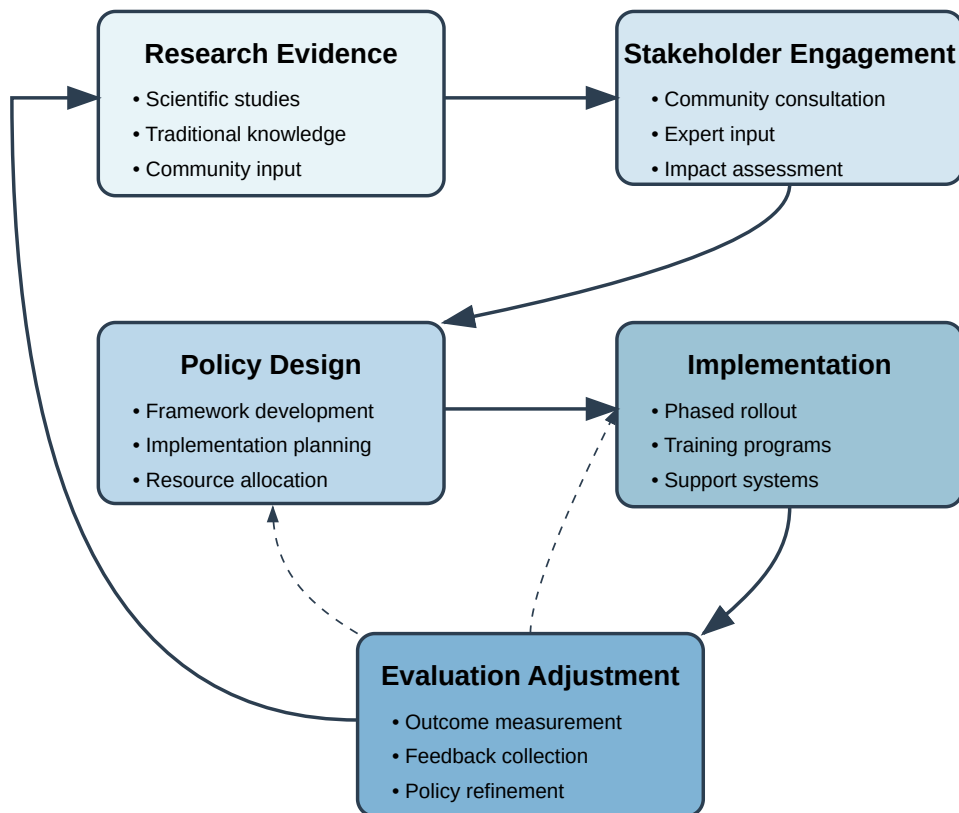 Research Evidence
• Scientific studies
• Traditional knowledge
• Community input
Stakeholder Engagement
• Community consultation
• Expert input
• Impact assessment
Policy Design
• Framework development
• Implementation planning
• Resource allocation
Implementation
• Phased rollout
• Training programs
• Support systems
Evaluation Adjustment
• Outcome measurement
• Feedback collection
• Policy refinement